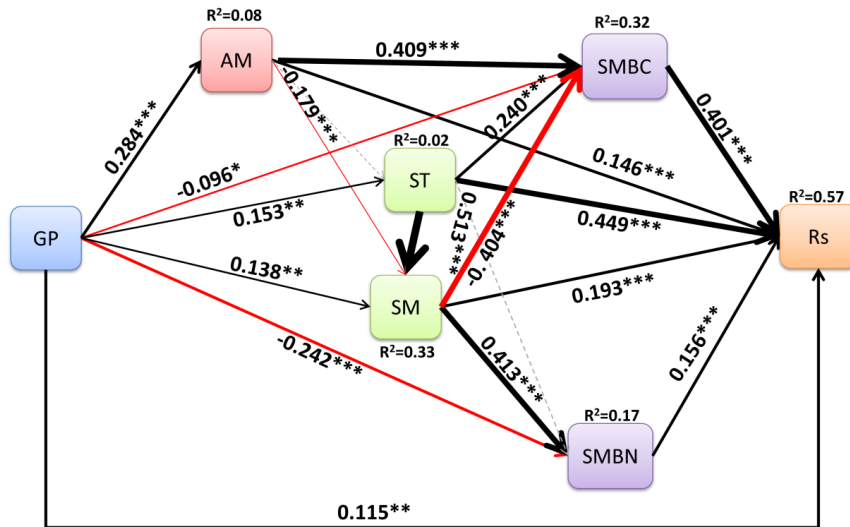 R²=0.08
AM
R²=0.32
SMBC
0.409***
-0.179***
0.240***
0.401***
0.284***
-0.096*
R²=0.02
ST
0.146***
0.153**
0.513***
-0.404***
0.449***
R²=0.57
Rs
GP
0.138**
SM
R²=0.33
0.193***
-0.242***
0.413***
0.156***
R²=0.17
SMBN
0.115**